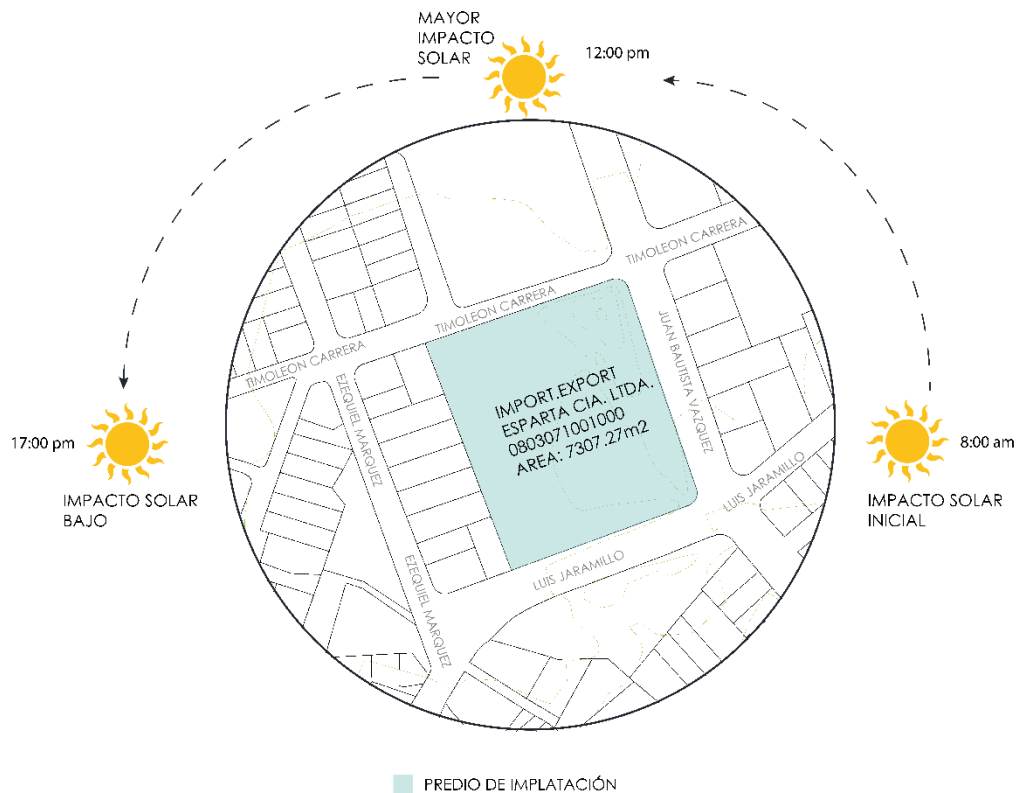 MAYOR
IMPACTO
SOLAR
12:00 pm
TIMOLEON CARRERA
TIMOLEON CARRERA
TIMOLEON CARRERA
JUAN BAUTISTA VAZQUEZ
EZEQUIEL MARQUEZ
IMPORT.EXPORT
ESPARTA CIA. LTDA.
0803071001000
AREA: 7307.27m2
17:00 pm
IMPACTO SOLAR
BAJO
8:00 am
IMPACTO SOLAR
INICIAL
LUIS JARAMILLO
LUIS JARAMILLO
EZEQUIEL MARQUEZ
PREDIO DE IMPLATACIÓN